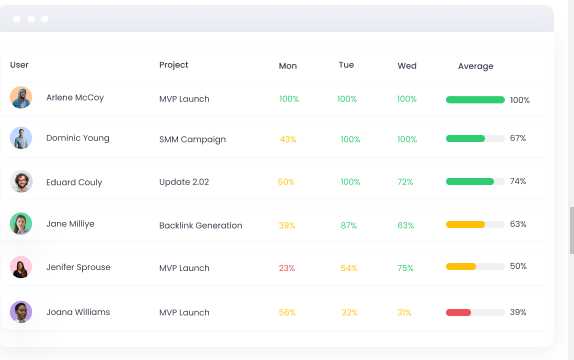 User Project Mon Tue Wed Average
Arlene McCoy MVP Launch 100% 100% 100% 100%
Dominic Young SMM Campaign 43% 100% 100% 67%
Eduard Couly Update 2.02 50% 100% 72% 74%
Jane Milliye Backlink Generation 39% 87% 63% 63%
Jenifer Sprouse MVP Launch 23% 54% 75% 50%
Joana Williams MVP Launch 56% 32% 31% 39%